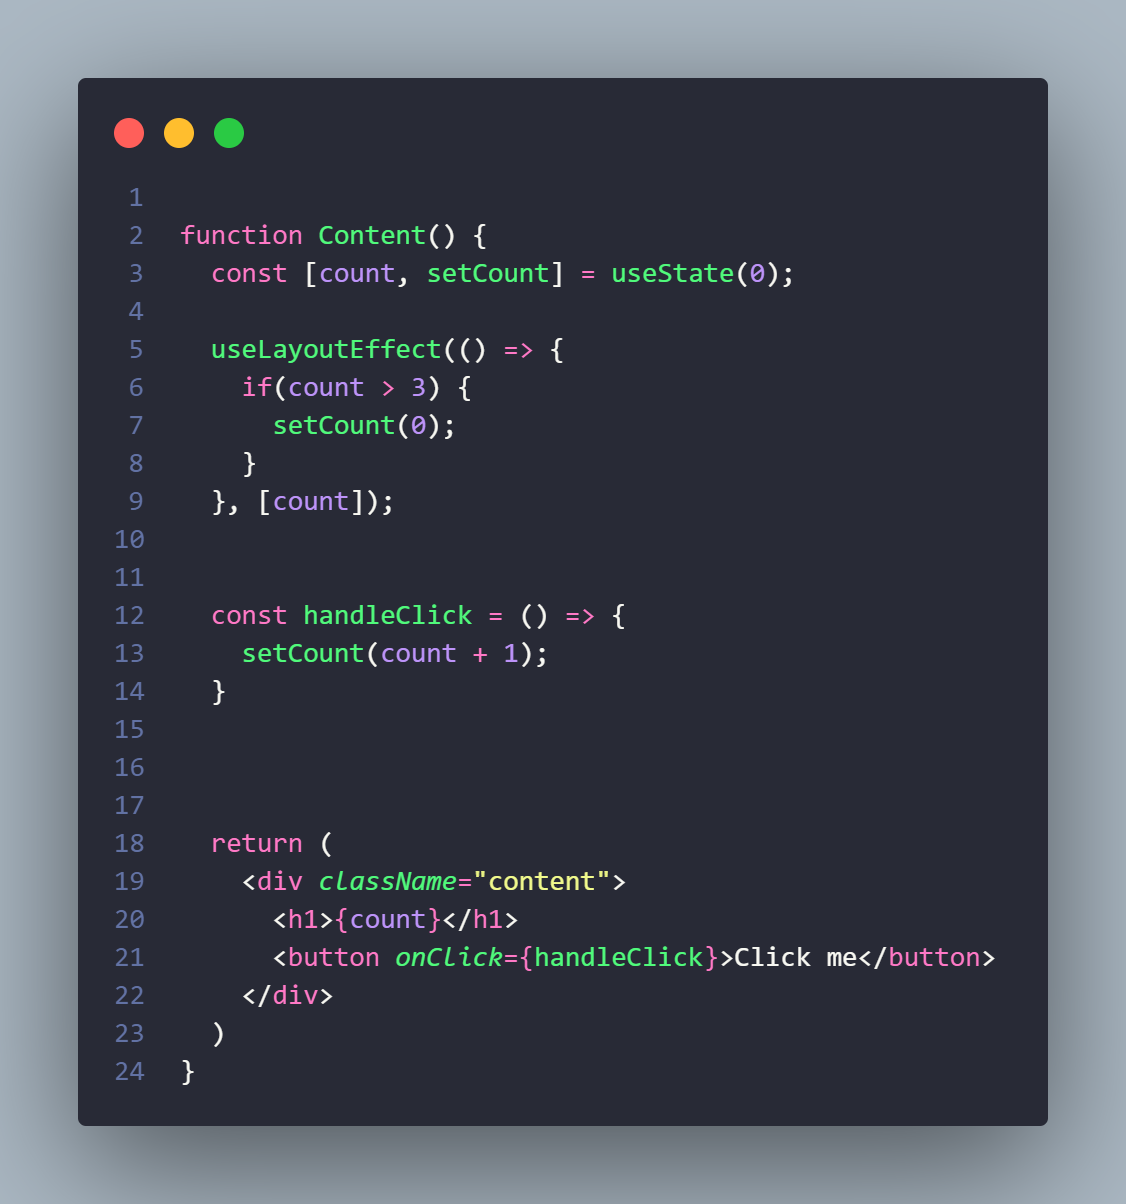 1
2 function Content() {
3   const [count, setCount] = useState(0);
4
5   useLayoutEffect(() => {
6     if(count > 3) {
7       setCount(0);
8     }
9   }, [count]);
10
11
12   const handleClick = () => {
13     setCount(count + 1);
14   }
15
16
17
18   return (
19     <div className="content">
20       <h1>{count}</h1>
21       <button onClick={handleClick}>Click me</button>
22     </div>
23   )
24 }